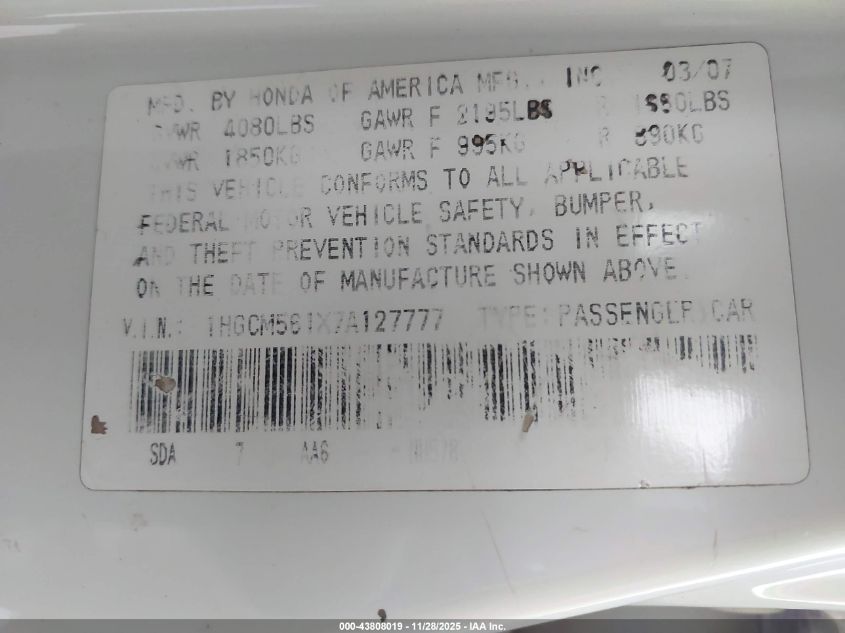 MFD. BY HONDA OF AMERICA MFG., INC. 03/07
GVWR 4080LBS GAWR F 2195LBS R
GVWR 1850KG GAWR F 995KG R 890KG
THIS VEHICLE CONFORMS TO ALL APPLICABLE
FEDERAL MOTOR VEHICLE SAFETY, BUMPER,
AND THEFT PREVENTION STANDARDS IN EFFECT
ON THE DATE OF MANUFACTURE SHOWN ABOVE.
V.I.N.: 1HGCM561X7A127777 TYPE: PASSENGER CAR
SDA 7 AA6
000-43808019 | 11/28/2025 - IAA Inc.